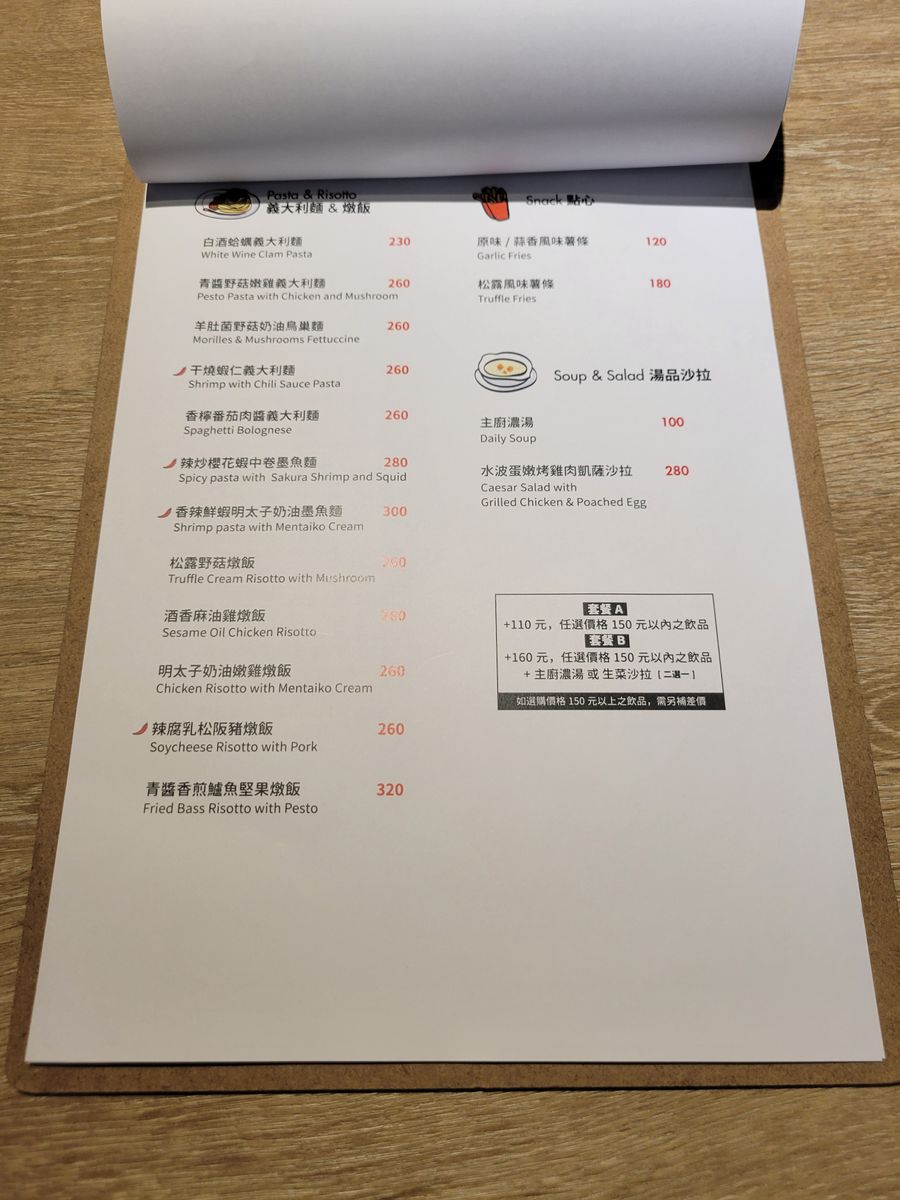 Pasta & Risotto
義大利麵 & 燉飯
白酒蛤蠣義大利麵 230
White Wine Clam Pasta
青醬野菇嫩雞義大利麵 260
Pesto Pasta with Chicken and Mushroom
羊肚菌野菇奶油鳥巢麵 260
Morilles & Mushrooms Fettuccine
干燒蝦仁義大利麵 260
Shrimp with Chili Sauce Pasta
香檸番茄肉醬義大利麵 260
Spaghetti Bolognese
辣炒櫻花蝦中卷墨魚麵 280
Spicy pasta with Sakura Shrimp and Squid
香辣鮮蝦明太子奶油墨魚麵 300
Shrimp pasta with Mentaiko Cream
松露野菇燉飯 260
Truffle Cream Risotto with Mushroom
酒香麻油雞燉飯 260
Sesame Oil Chicken Risotto
明太子奶油嫩雞燉飯 260
Chicken Risotto with Mentaiko Cream
辣腐乳松阪豬燉飯 260
Soycheese Risotto with Pork
青醬香煎鱸魚堅果燉飯 320
Fried Bass Risotto with Pesto
Snack 點心
原味 / 蒜香風味薯條 120
Garlic Fries
松露風味薯條 180
Truffle Fries
Soup & Salad 湯品沙拉
主廚濃湯 100
Daily Soup
水波蛋嫩烤雞肉凱薩沙拉 280
Caesar Salad with
Grilled Chicken & Poached Egg
套餐 A
+110 元，任選價格 150 元以內之飲品
套餐 B
+160 元，任選價格 150 元以內之飲品
+ 主廚濃湯 或 生菜沙拉 [ 二選一 ]
如選購價格 150 元以上之飲品，需另補差價